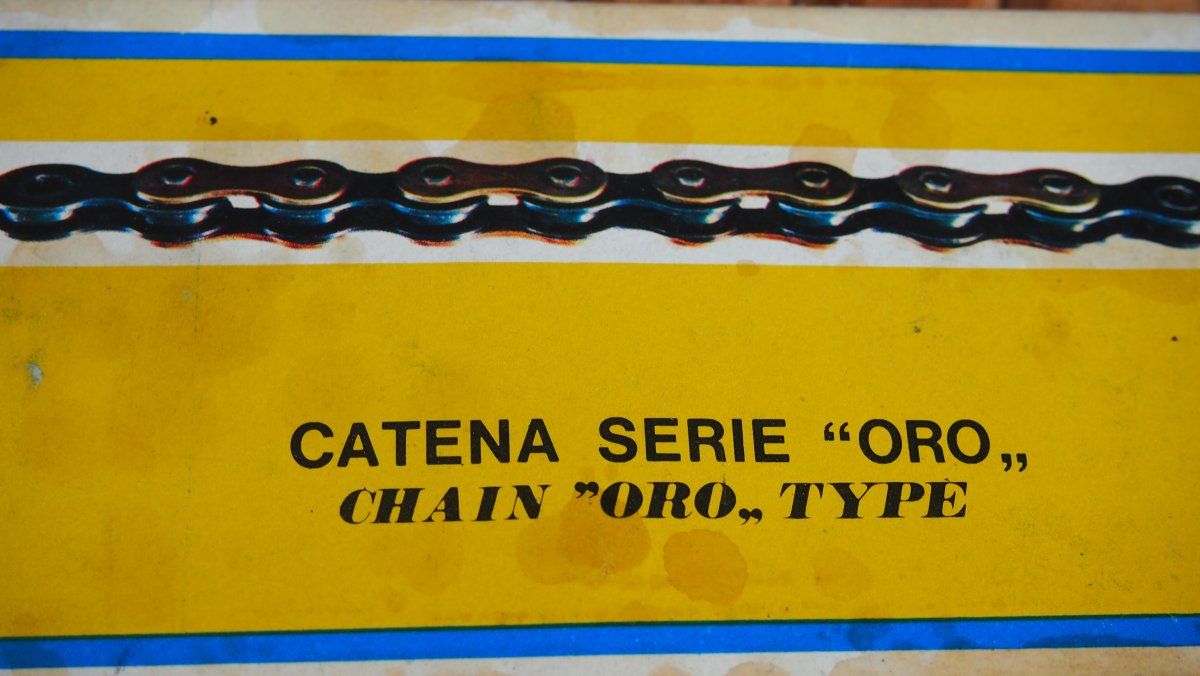 CATENA SERIE “ORO„
CHAIN ”ORO„ TYPE